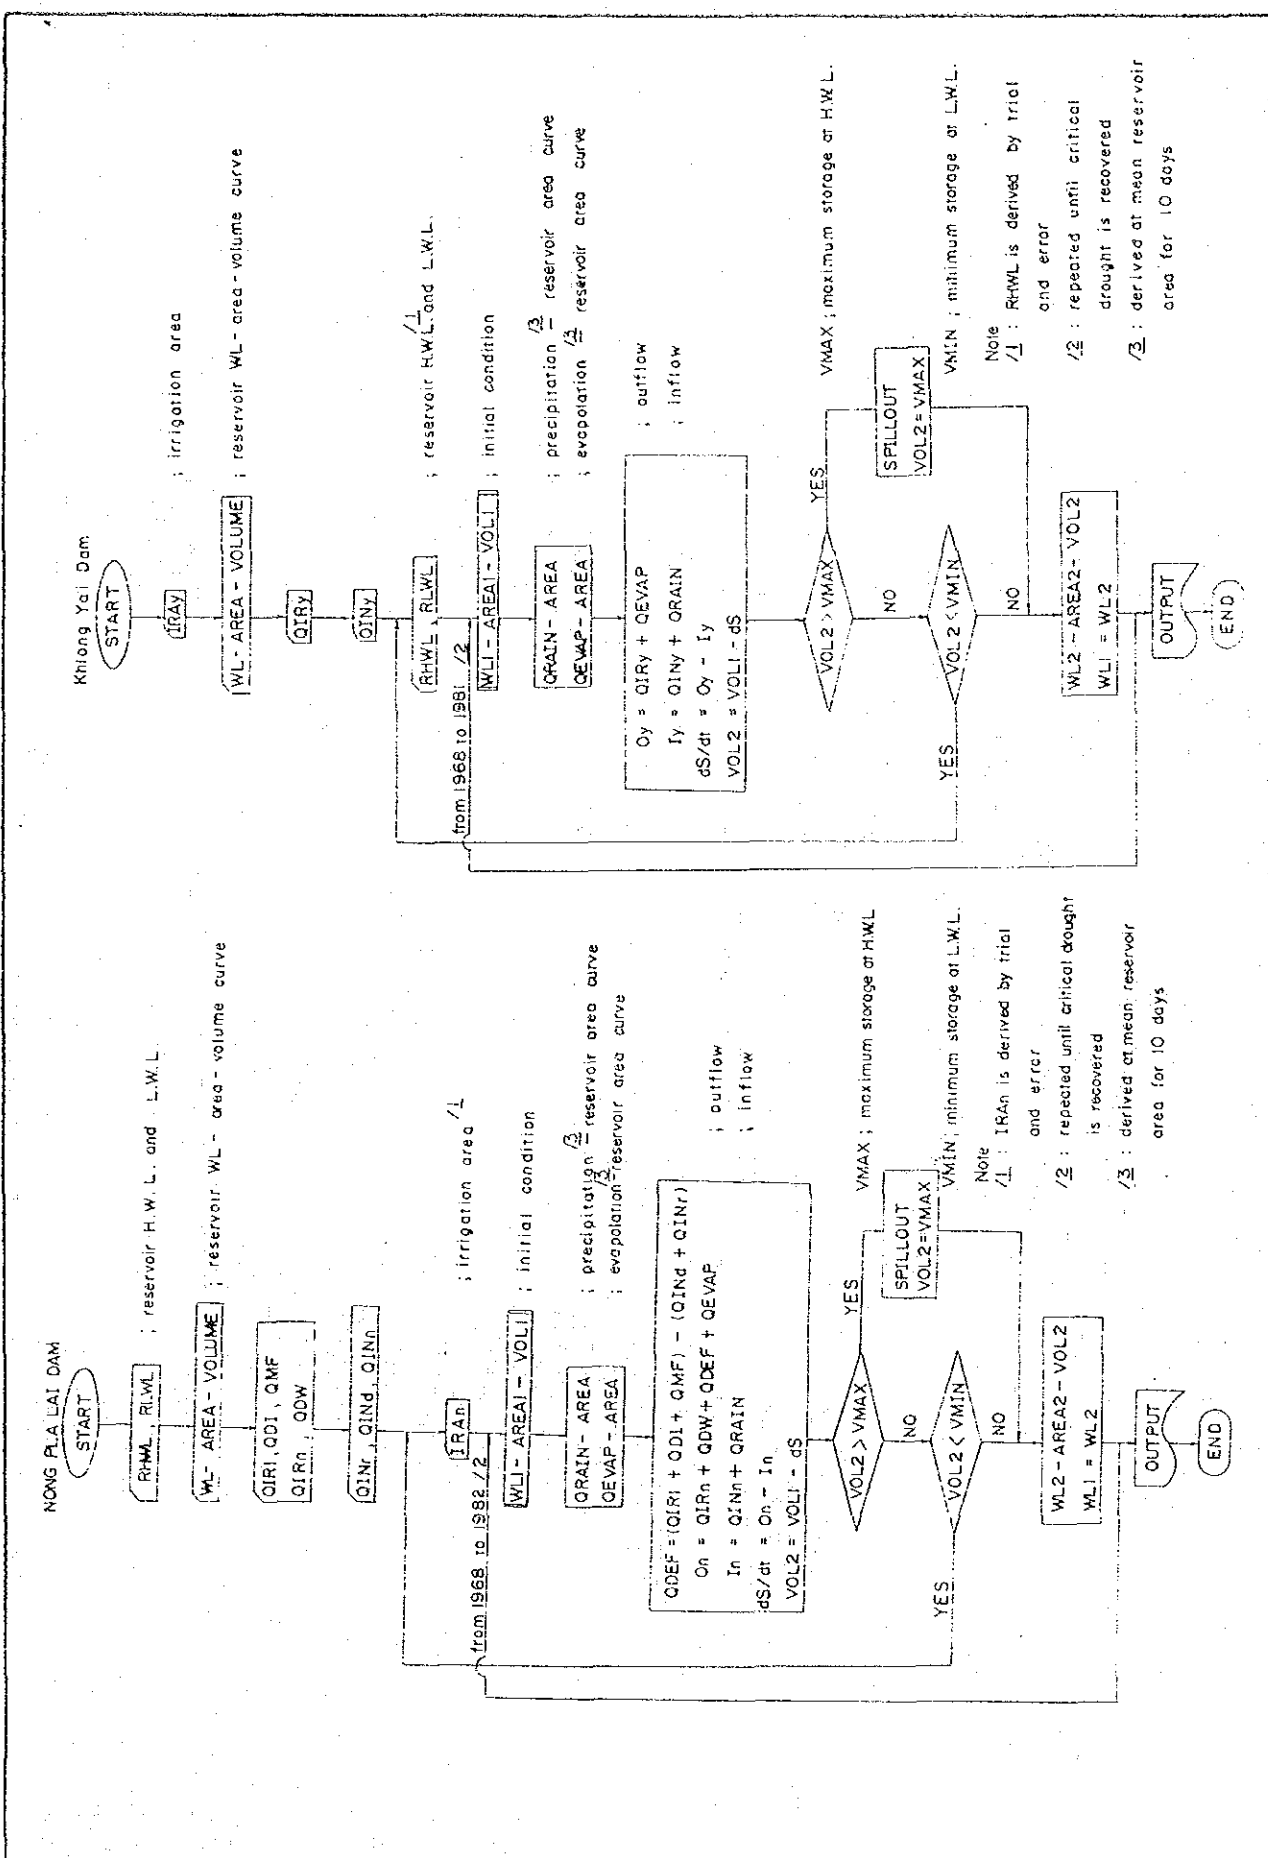 NONG PLA LAI DAM
START
RHWL, RLWL ; reservoir H.W.L. and L.W.L.
WL- AREA - VOLUME ; reservoir WL - area - volume curve
QIRI, QDI, QMF
QIRn , QDW
QINr , QINd, QINn
IRAn ; irrigation area /1
from 1968 to 1982 /2
WL1 - AREA1 - VOL1 ; initial condition
QRAIN - AREA ; precipitation /3 - reservoir area curve
QEVAP - AREA ; evapolation /3 - reservoir area curve
QDEF = (QIRI + QDI + QMF) - (QINd + QINr)
On = QIRn + QDW + QDEF + QEVAP ; outflow
In = QINn + QRAIN ; inflow
dS/dt = On - In
VOL2 = VOL1 - dS
VOL2 > VMAX YES VMAX ; maximum storage at H.W.L
NO
SPILLOUT
VOL2 = VMAX
YES VOL2 < VMIN VMIN ; minimum storage at L.W.L.
NO
WL2 - AREA2 - VOL2
WL1 = WL2
OUTPUT
END
Note
/1 : IRAn is derived by trial
and error
/2 : repeated until critical drought
is recovered
/3 : derived at mean reservoir
area for 10 days
Khlong Yai Dam
START
IRAy ; irrigation area
WL - AREA - VOLUME ; reservoir WL - area - volume curve
QIRy
QINy
RHWL , RLWL ; reservoir H.W.L. /1 and L.W.L.
from 1968 to 1981 /2
WL1 - AREA1 - VOL1 ; initial condition
QRAIN - AREA ; precipitation /3 - reservoir area curve
QEVAP - AREA ; evapolation /3 - reservoir area curve
Oy = QIRy + QEVAP ; outflow
Iy = QINy + QRAIN ; inflow
dS/dt = Oy - Iy
VOL2 = VOL1 - dS
VOL2 > VMAX YES VMAX ; maximum storage at H.W.L.
NO
SPILLOUT
VOL2 = VMAX
YES VOL2 < VMIN VMIN ; minimum storage at L.W.L.
NO
WL2 - AREA2 - VOL2
WL1 = WL2
OUTPUT
END
Note
/1 : RHWL is derived by trial
and error
/2 : repeated until critical
drought is recovered
/3 : derived at mean reservoir
area for 10 days